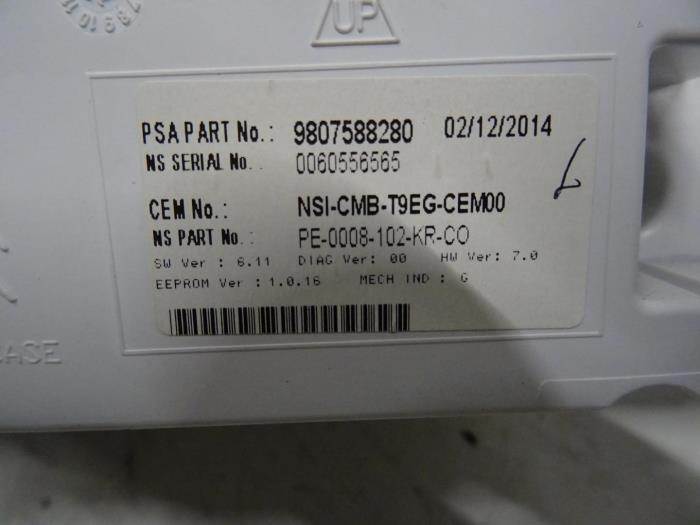 UP
PSA PART No.: 9807588280 02/12/2014
NS SERIAL No. : 0060556565
CEM No.: NSI-CMB-T9EG-CEM00
NS PART No. : PE-0008-102-KR-CO
SW Ver : 6.11 DIAG Ver: 00 HW Ver: 7.0
EEPROM Ver : 1.0.16 MECH IND : G
CASE